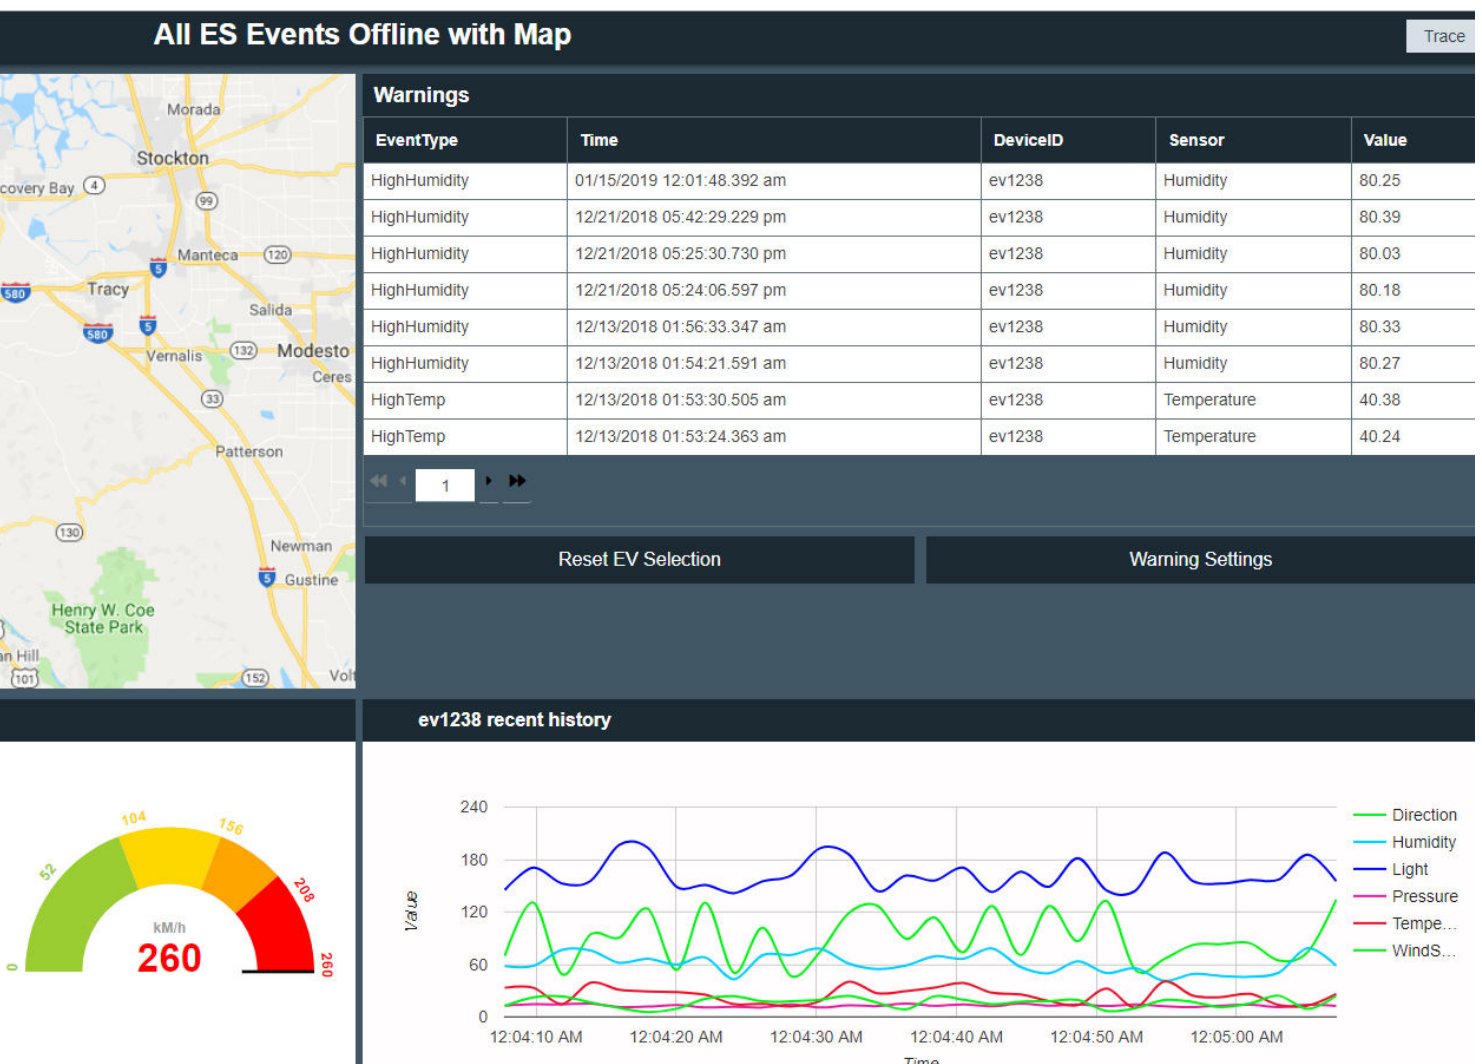 All ES Events Offline with Map
Trace
Morada
Stockton
covery Bay
4
99
Manteca
120
5
580
Tracy
Salida
580
5
Vernalis
132
Modesto
Ceres
33
Patterson
130
Newman
5
Gustine
Henry W. Coe
State Park
an Hill
101
152
Volt
Warnings
EventType Time DeviceID Sensor Value
HighHumidity 01/15/2019 12:01:48.392 am ev1238 Humidity 80.25
HighHumidity 12/21/2018 05:42:29.229 pm ev1238 Humidity 80.39
HighHumidity 12/21/2018 05:25:30.730 pm ev1238 Humidity 80.03
HighHumidity 12/21/2018 05:24:06.597 pm ev1238 Humidity 80.18
HighHumidity 12/13/2018 01:56:33.347 am ev1238 Humidity 80.33
HighHumidity 12/13/2018 01:54:21.591 am ev1238 Humidity 80.27
HighTemp 12/13/2018 01:53:30.505 am ev1238 Temperature 40.38
HighTemp 12/13/2018 01:53:24.363 am ev1238 Temperature 40.24
1
Reset EV Selection
Warning Settings
0
52
104
156
208
260
kM/h
260
ev1238 recent history
Value
240
180
120
60
0
12:04:10 AM 12:04:20 AM 12:04:30 AM 12:04:40 AM 12:04:50 AM 12:05:00 AM
Time
Direction
Humidity
Light
Pressure
Tempe...
WindS...